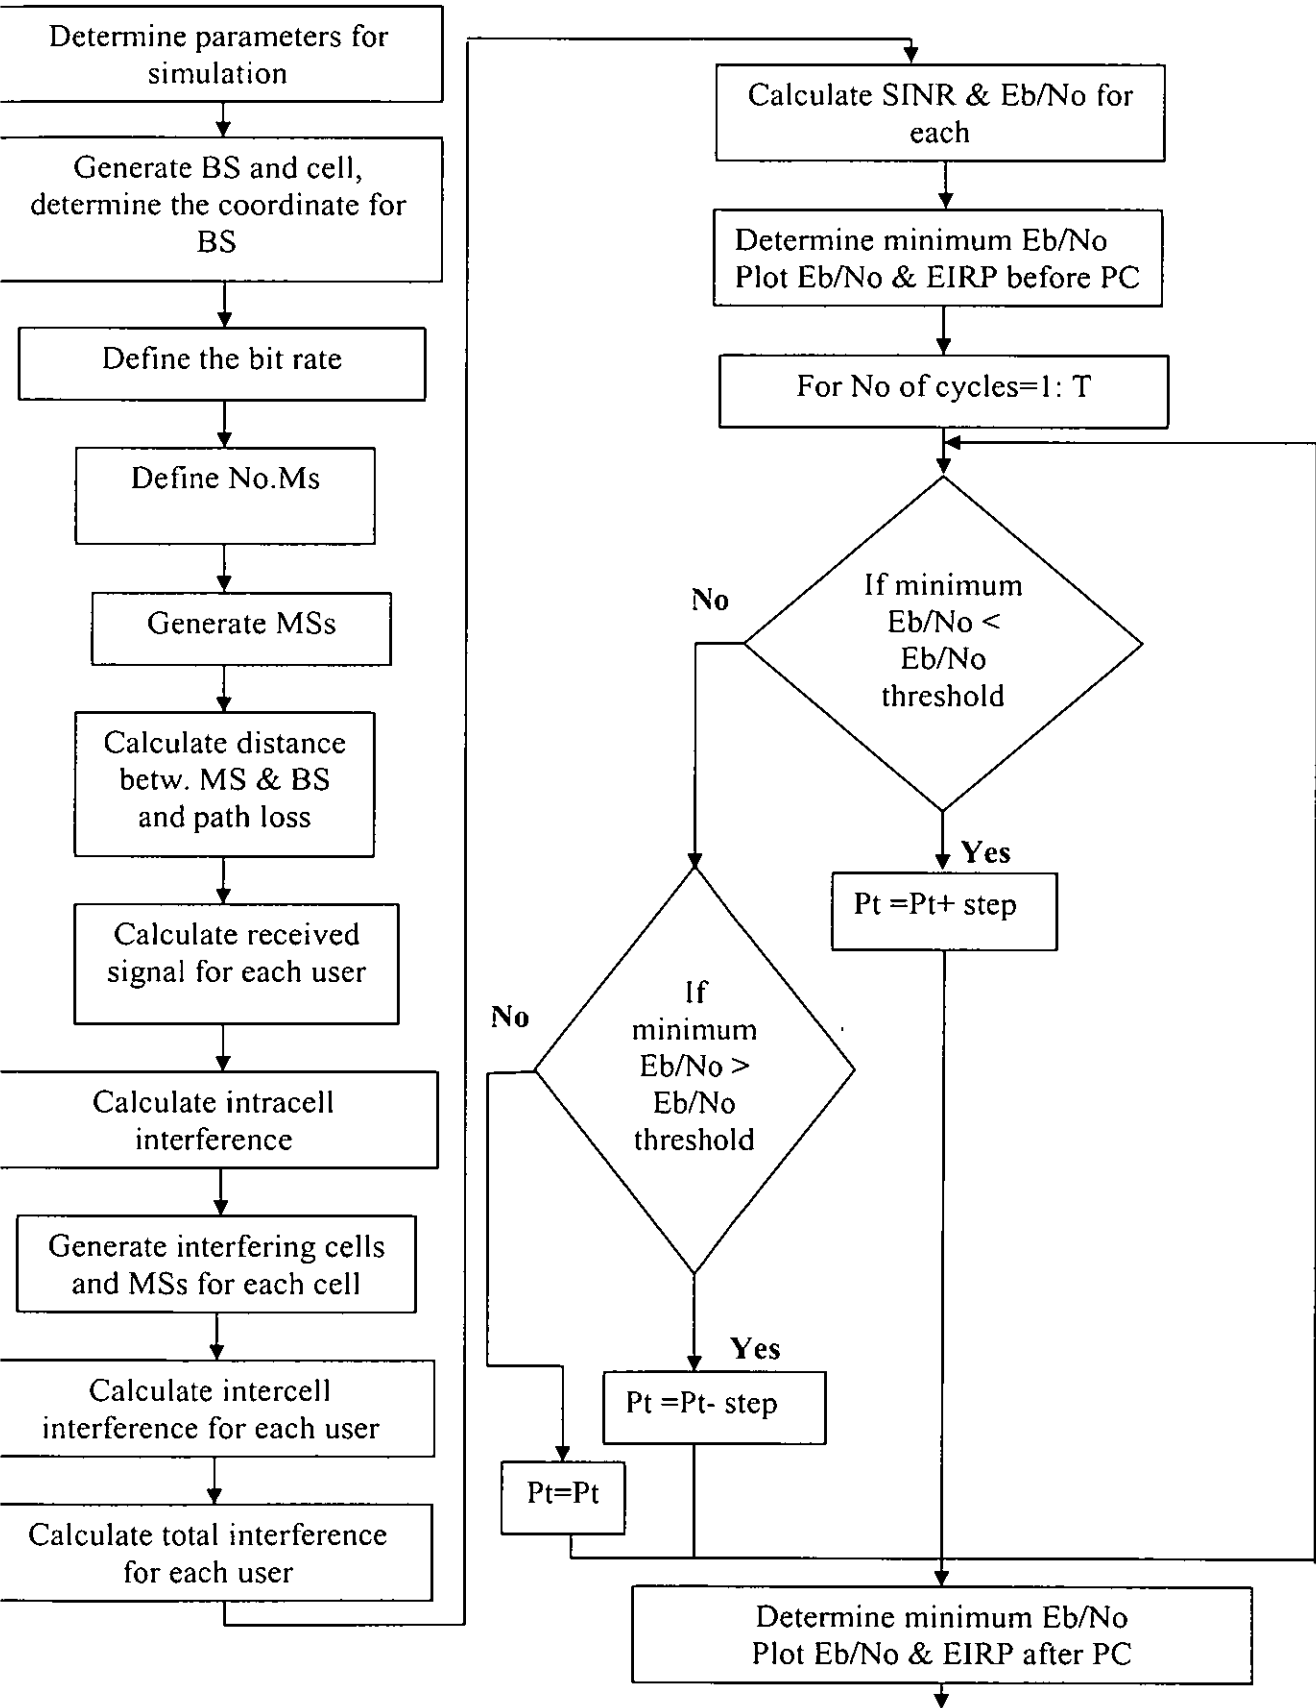 Determine parameters for
simulation
Generate BS and cell,
determine the coordinate for
BS
Define the bit rate
Define No.Ms
Generate MSs
Calculate distance
betw. MS & BS
and path loss
Calculate received
signal for each user
Calculate intracell
interference
Generate interfering cells
and MSs for each cell
Calculate intercell
interference for each user
Calculate total interference
for each user
Calculate SINR & Eb/No for
each
Determine minimum Eb/No
Plot Eb/No & EIRP before PC
For No of cycles=1: T
If minimum
Eb/No <
Eb/No
threshold
No
Yes
Pt =Pt+ step
If
minimum
Eb/No >
Eb/No
threshold
No
Yes
Pt =Pt- step
Pt=Pt
Determine minimum Eb/No
Plot Eb/No & EIRP after PC